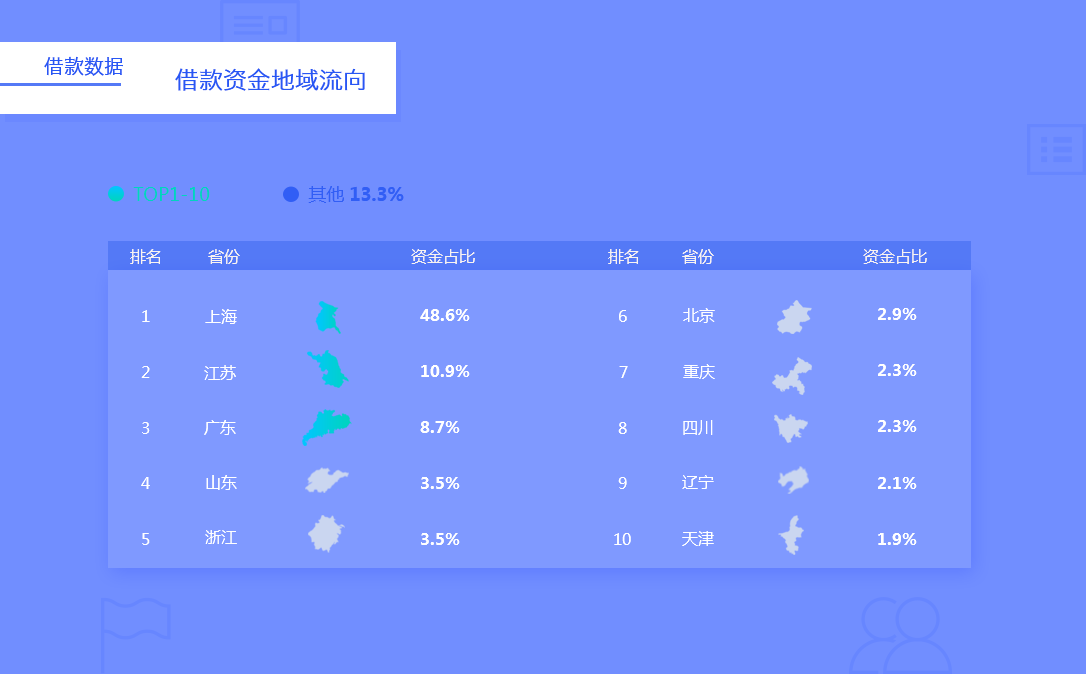 借款数据
借款资金地域流向
TOP1-10 其他 13.3%
排名 省份 资金占比 排名 省份 资金占比
1 上海 48.6% 6 北京 2.9%
2 江苏 10.9% 7 重庆 2.3%
3 广东 8.7% 8 四川 2.3%
4 山东 3.5% 9 辽宁 2.1%
5 浙江 3.5% 10 天津 1.9%